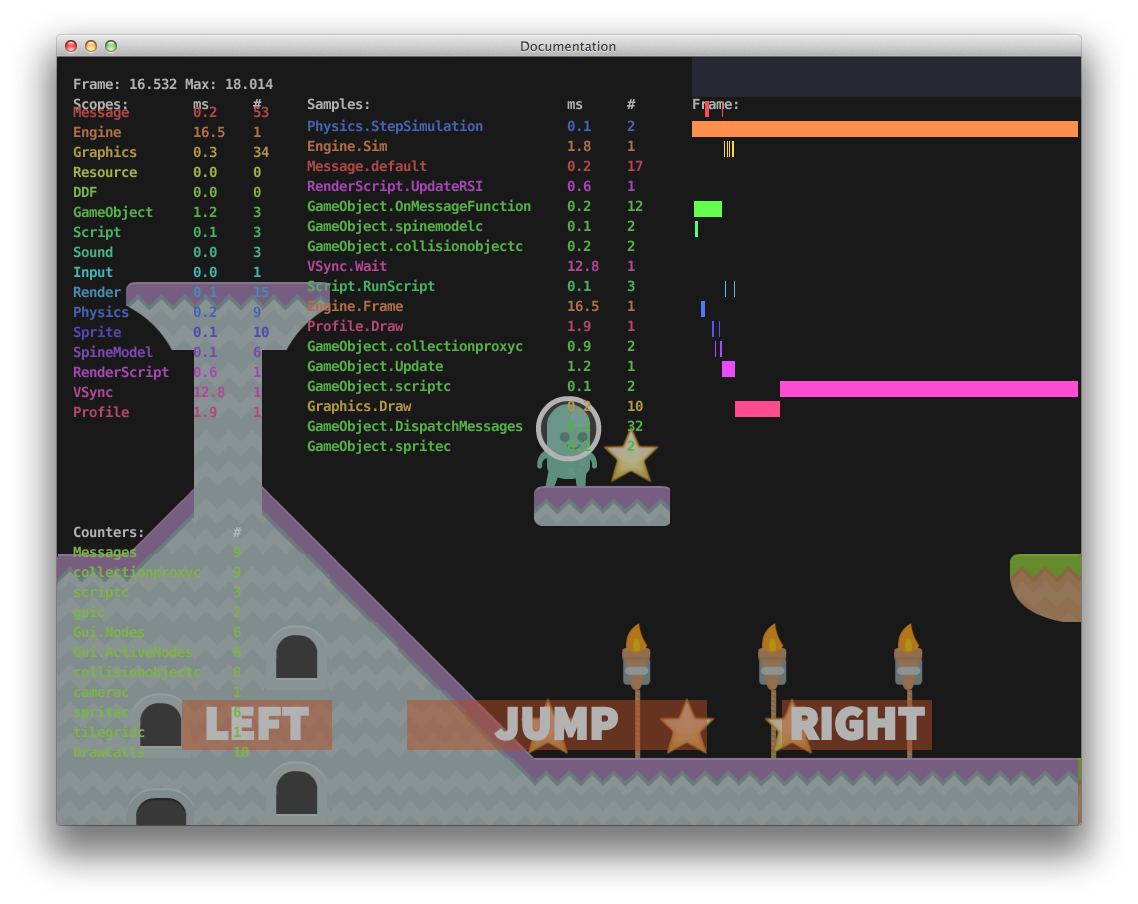 Documentation
Frame: 16.532 Max: 18.014
Scopes: ms #
Message 0.2 53
Engine 16.5 1
Graphics 0.3 34
Resource 0.0 0
DDF 0.0 0
GameObject 1.2 3
Script 0.1 3
Sound 0.0 3
Input 0.0 1
Render 0.1 15
Physics 0.2 9
Sprite 0.1 10
SpineModel 0.1 6
RenderScript 0.6 1
VSync 12.8 1
Profile 1.9 1
Samples: ms #
Physics.StepSimulation 0.1 2
Engine.Sim 1.8 1
Message.default 0.2 17
RenderScript.UpdateRSI 0.6 1
GameObject.OnMessageFunction 0.2 12
GameObject.spinemodelc 0.1 2
GameObject.collisionobjectc 0.2 2
VSync.Wait 12.8 1
Script.RunScript 0.1 3
Engine.Frame 16.5 1
Profile.Draw 1.9 1
GameObject.collectionproxyc 0.9 2
GameObject.Update 1.2 1
GameObject.scriptc 0.1 2
Graphics.Draw 0.2 10
GameObject.DispatchMessages 32
GameObject.spritec 2
Frame:
Counters: #
Messages 9
collectionproxyc 9
scriptc 3
guic 2
Gui.Nodes 6
Gui.ActiveNodes 6
collisionobjectc 8
camerac 1
spritec 6
tilegridc 1
DrawCalls 10
LEFT JUMP RIGHT